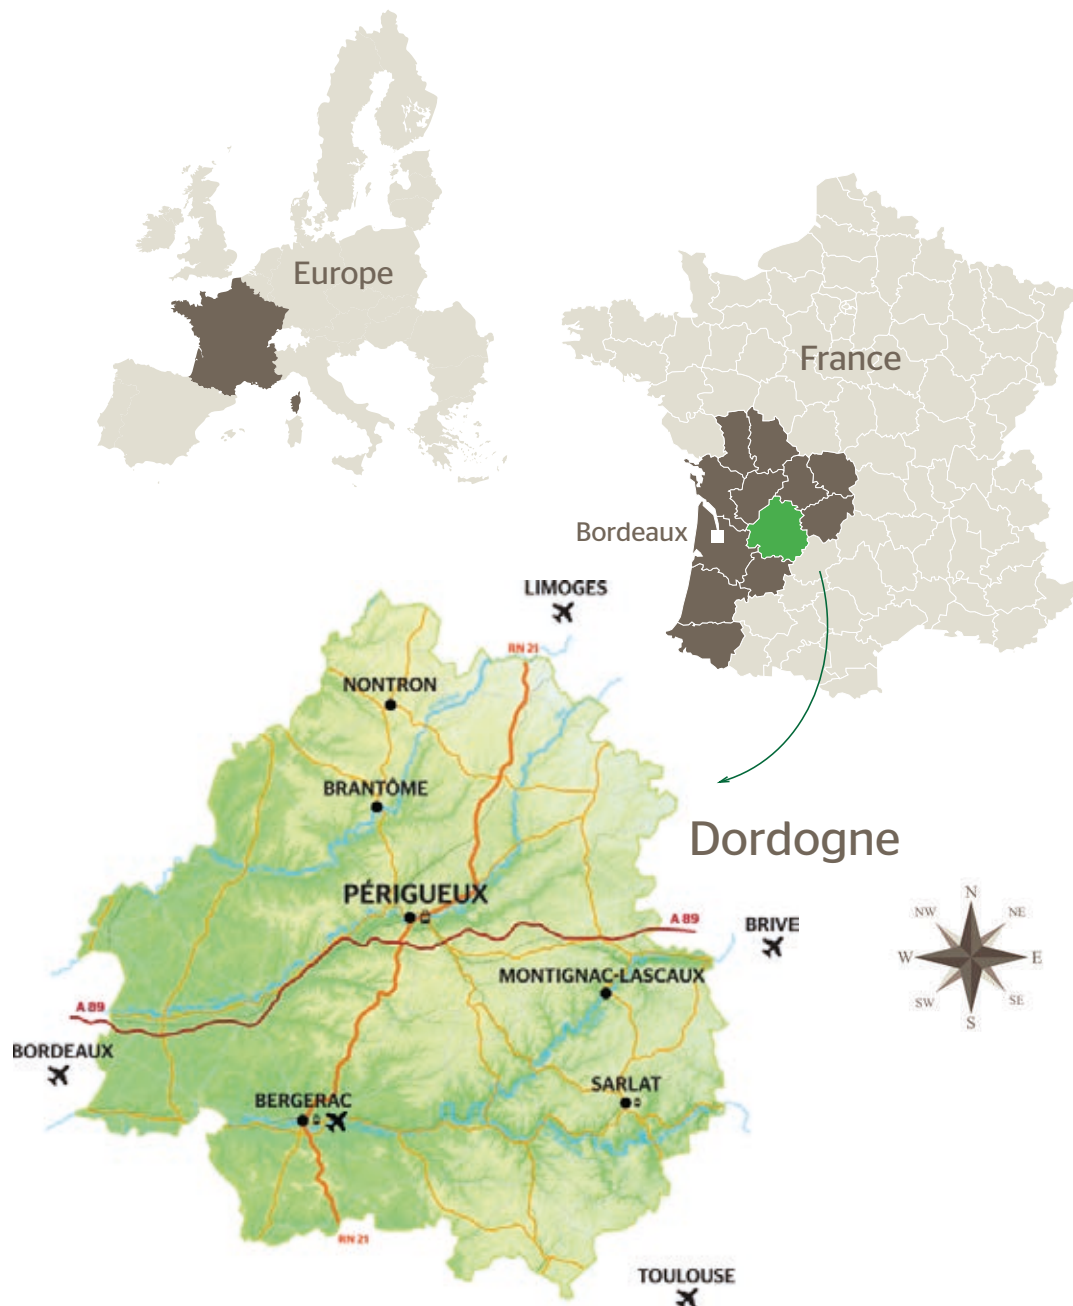 Europe
France
Bordeaux
LIMOGES
RN 21
NONTRON
BRANTÔME
Dordogne
PÉRIGUEUX
A 89
BRIVE
N
NW
NE
W
E
SW
SE
S
MONTIGNAC-LASCAUX
A 89
BORDEAUX
SARLAT
BERGERAC
RN 21
TOULOUSE